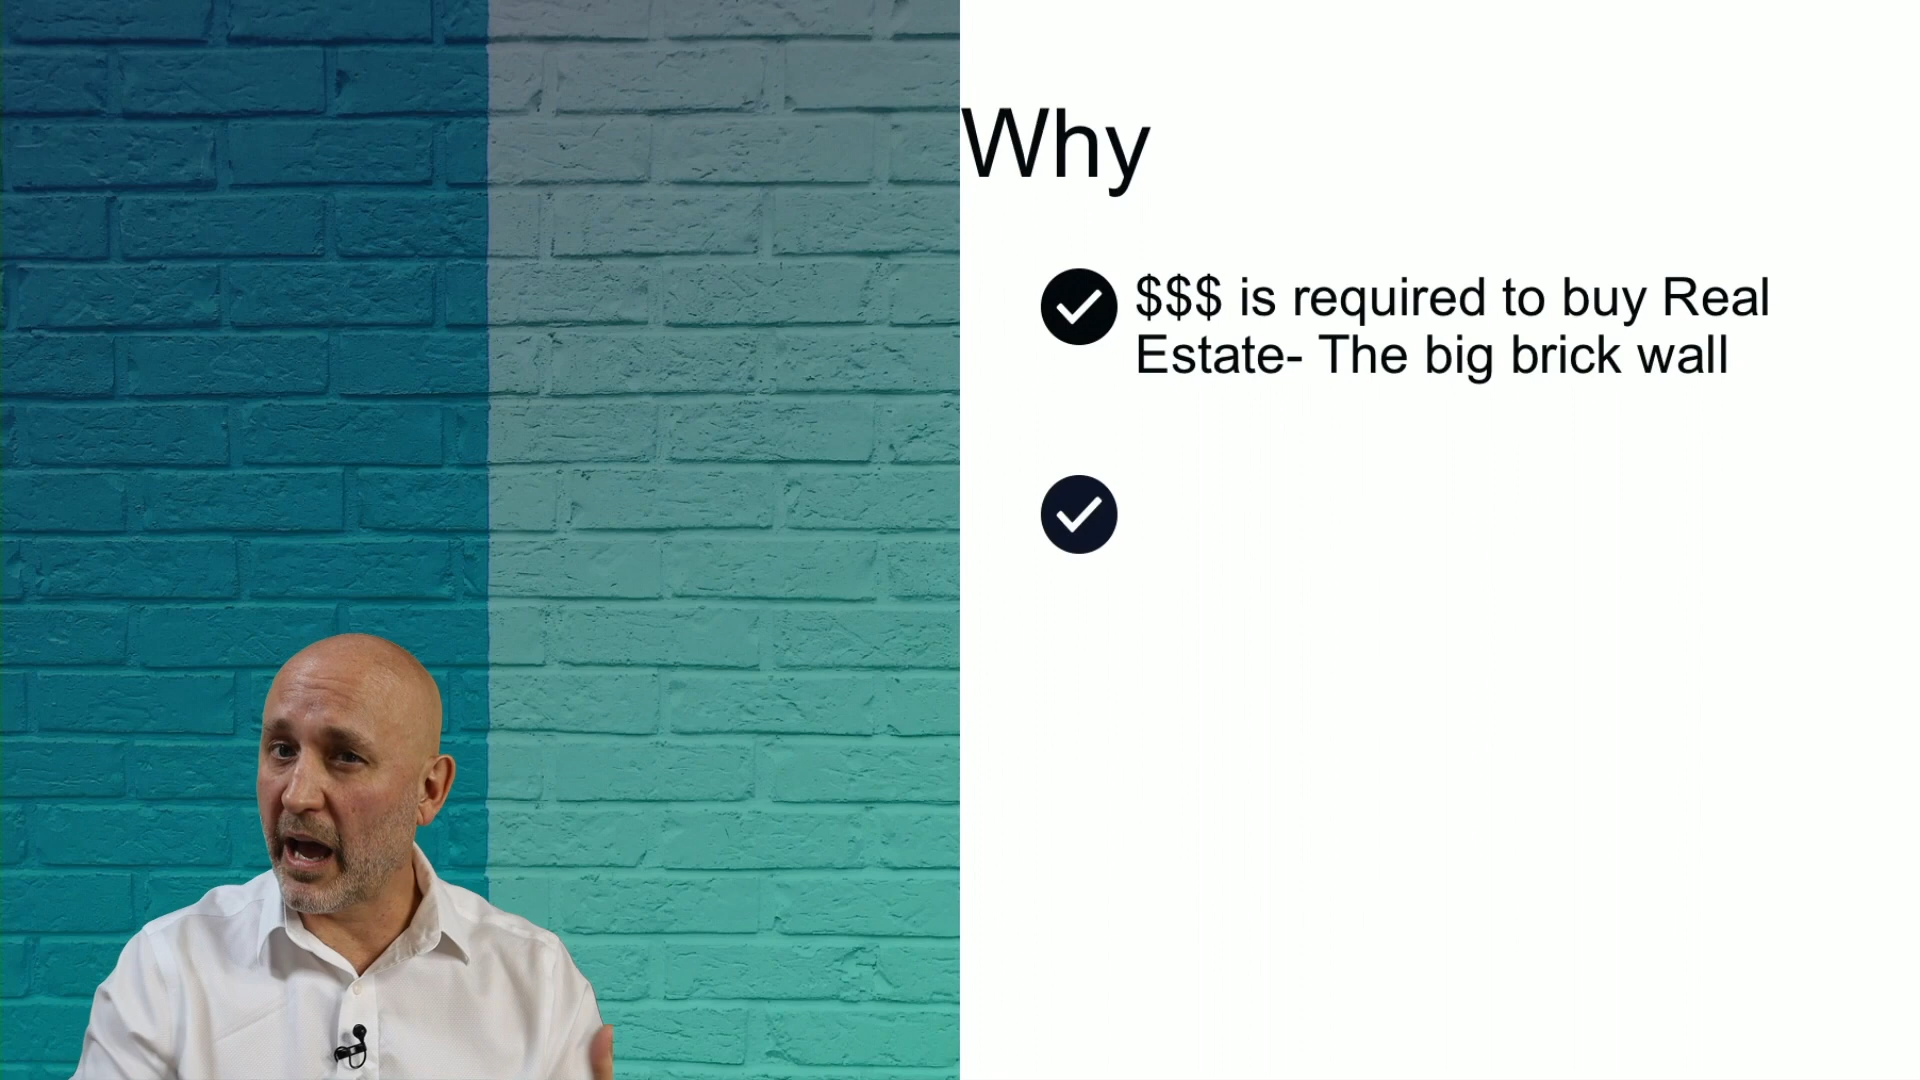 Why
$$$ is required to buy Real
Estate- The big brick wall